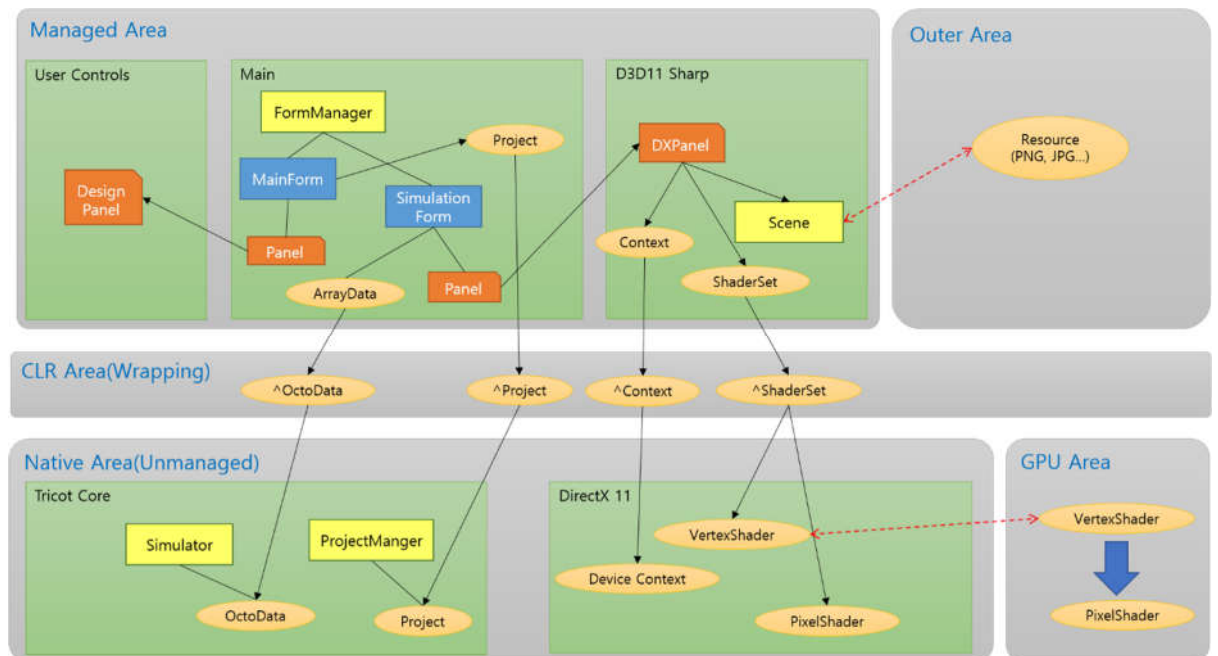 Managed Area
User Controls
Design
Panel
Main
FormManager
Project
MainForm
Simulation
Form
Panel
ArrayData
Panel
D3D11 Sharp
DXPanel
Scene
Context
ShaderSet
Outer Area
Resource
(PNG, JPG...)
CLR Area(Wrapping)
^OctoData
^Project
^Context
^ShaderSet
Native Area(Unmanaged)
Tricot Core
Simulator
ProjectManger
OctoData
Project
DirectX 11
VertexShader
Device Context
PixelShader
GPU Area
VertexShader
PixelShader